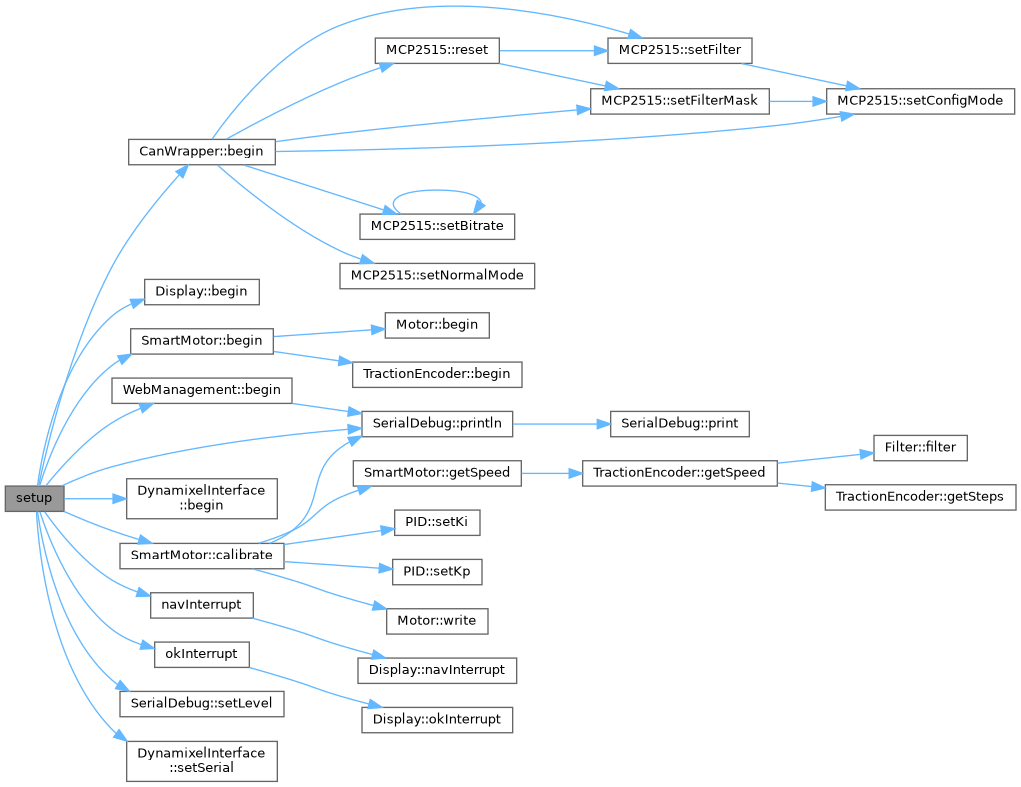 MCP2515::reset
MCP2515::setFilter
MCP2515::setFilterMask
MCP2515::setConfigMode
CanWrapper::begin
MCP2515::setBitrate
MCP2515::setNormalMode
Display::begin
Motor::begin
SmartMotor::begin
TractionEncoder::begin
WebManagement::begin
SerialDebug::println
SerialDebug::print
Filter::filter
SmartMotor::getSpeed
TractionEncoder::getSpeed
TractionEncoder::getSteps
setup
DynamixelInterface
::begin
PID::setKi
SmartMotor::calibrate
PID::setKp
navInterrupt
Motor::write
okInterrupt
Display::navInterrupt
SerialDebug::setLevel
Display::okInterrupt
DynamixelInterface
::setSerial